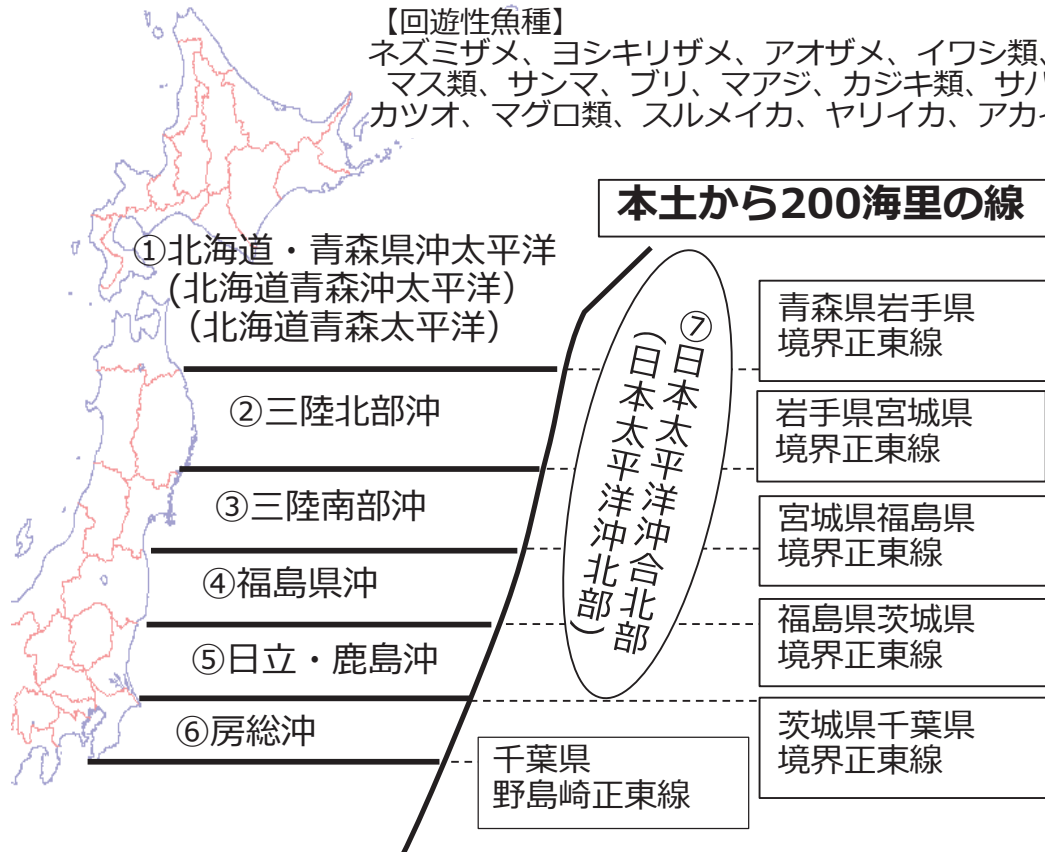 【回遊性魚種】
ネズミザメ、ヨシキリザメ、アオザメ、イワシ類、
マス類、サンマ、ブリ、マアジ、カジキ類、サバ
カツオ、マグロ類、スルメイカ、ヤリイカ、アカイ
本土から200海里の線
①北海道・青森県沖太平洋
(北海道青森沖太平洋)
(北海道青森太平洋)
②三陸北部沖
③三陸南部沖
④福島県沖
⑤日立・鹿島沖
⑥房総沖
⑦日本太平洋沖合北部
(日本太平洋沖北部)
青森県岩手県
境界正東線
岩手県宮城県
境界正東線
宮城県福島県
境界正東線
福島県茨城県
境界正東線
茨城県千葉県
境界正東線
千葉県
野島崎正東線